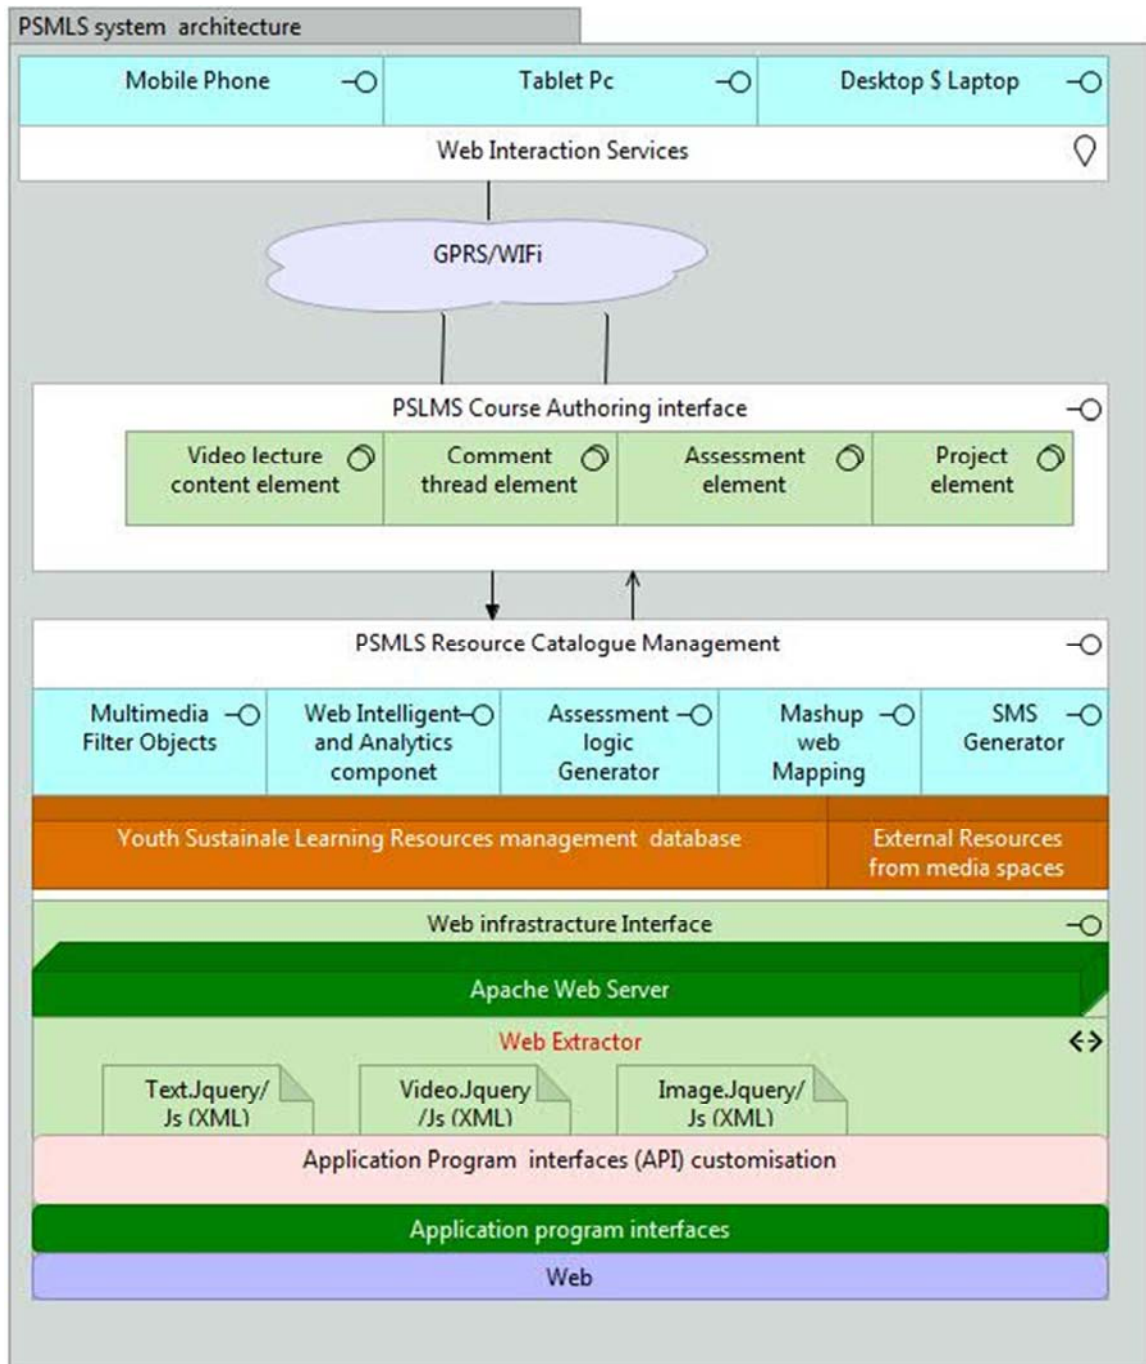 PSMLS system architecture
Mobile Phone
Tablet Pc
Desktop $ Laptop
Web Interaction Services
GPRS/WIFi
PSLMS Course Authoring interface
Video lecture
content element
Comment
thread element
Assessment
element
Project
element
PSMLS Resource Catalogue Management
Multimedia
Filter Objects
Web Intelligent
and Analytics
componet
Assessment
logic
Generator
Mashup
web
Mapping
SMS
Generator
Youth Sustainale Learning Resources management database
External Resources
from media spaces
Web infrastracture Interface
Apache Web Server
Web Extractor
Text.Jquery/
Js (XML)
Video.Jquery
/Js (XML)
Image.Jquery/
Js (XML)
Application Program interfaces (API) customisation
Application program interfaces
Web